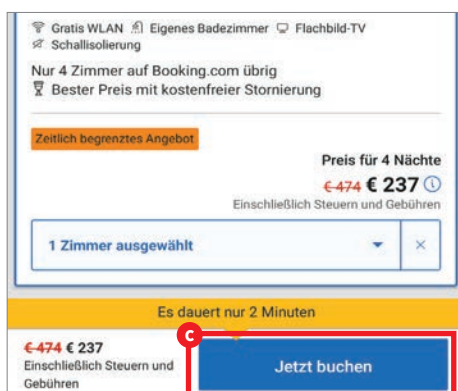 Gratis WLAN Eigenes Badezimmer Flachbild-TV
Schallisolierung
Nur 4 Zimmer auf Booking.com übrig
Bester Preis mit kostenfreier Stornierung
Zeitlich begrenztes Angebot
Preis für 4 Nächte
€ 474 € 237
Einschließlich Steuern und Gebühren
1 Zimmer ausgewählt
Es dauert nur 2 Minuten
C
€ 474 € 237
Einschließlich Steuern und
Gebühren
Jetzt buchen